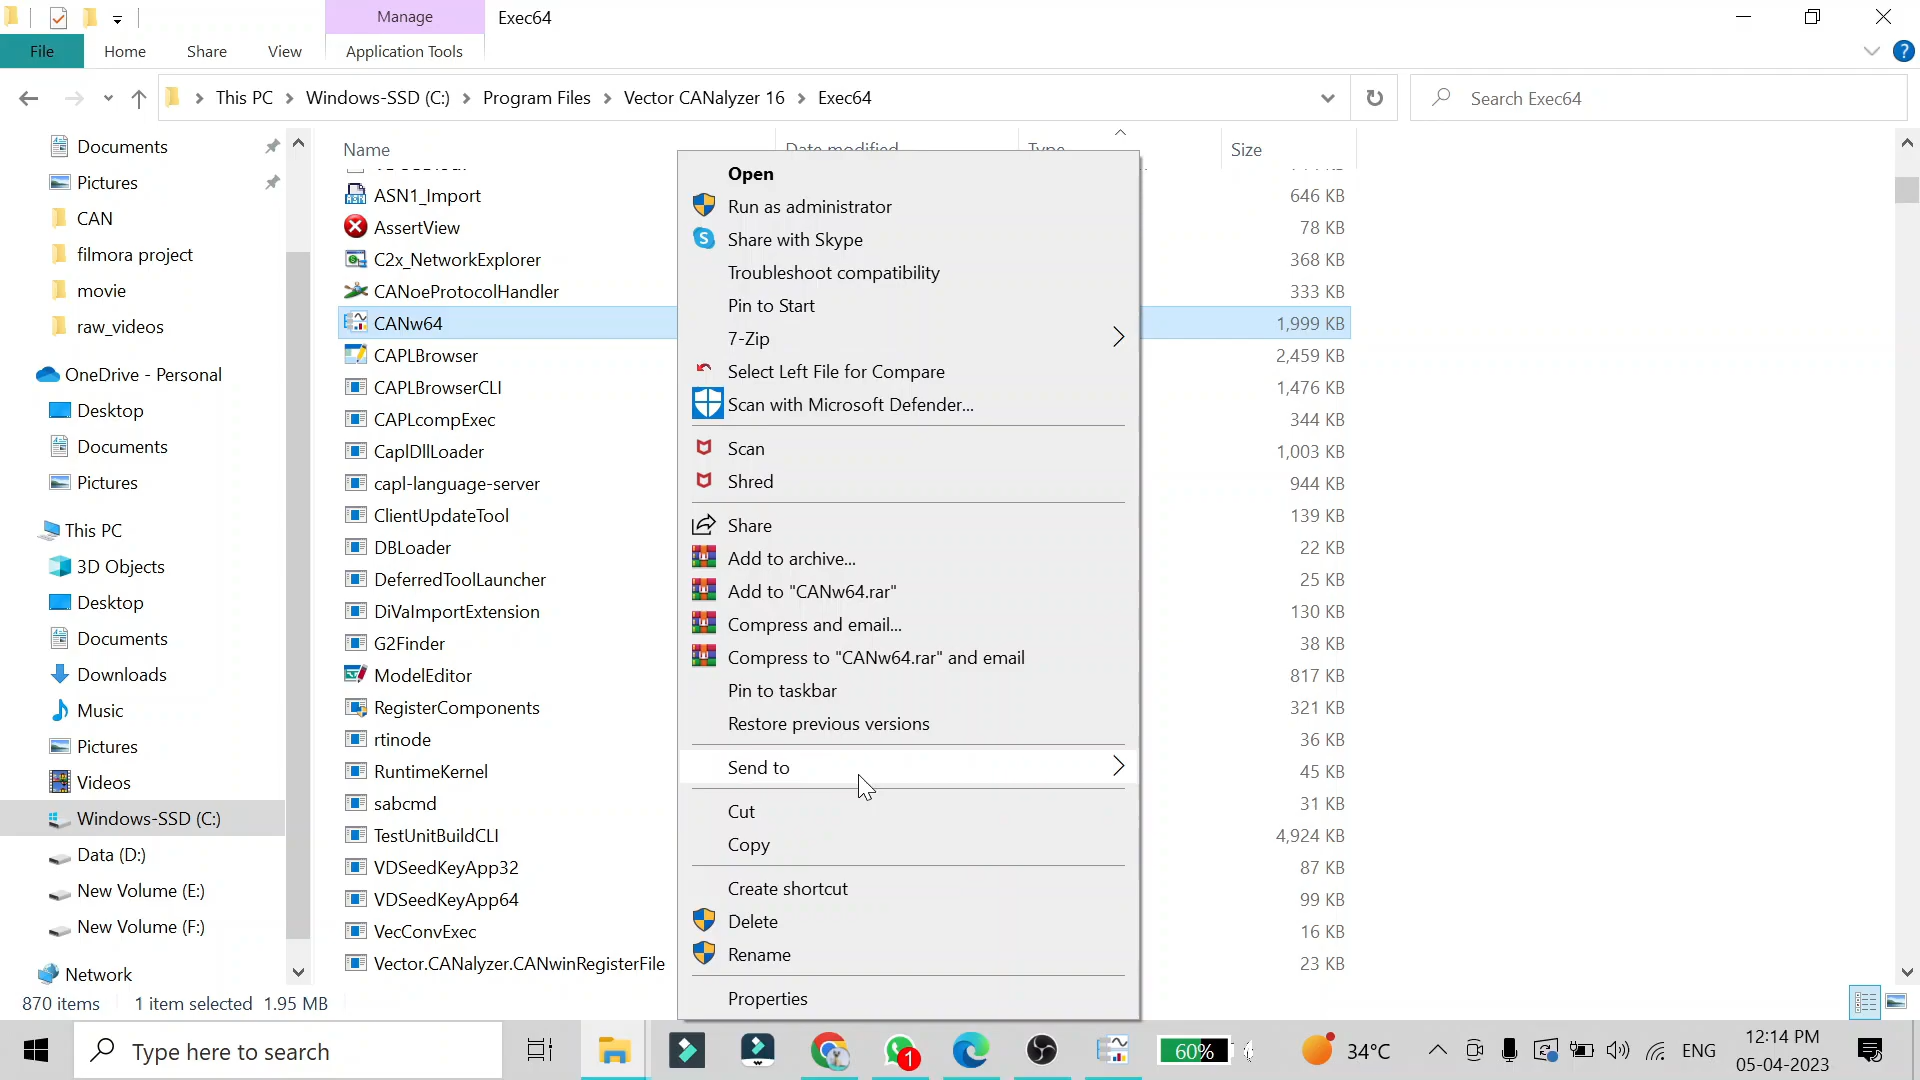 Manage
Exec64
File
Home
Share
View
Application Tools
This PC
Windows-SSD (C:)
Program Files
Vector CANalyzer 16
Exec64
Search Exec64
Documents
Pictures
CAN
filmora project
movie
raw_videos
OneDrive - Personal
Desktop
Documents
Pictures
This PC
3D Objects
Desktop
Documents
Downloads
Music
Pictures
Videos
Windows-SSD (C:)
Data (D:)
New Volume (E:)
New Volume (F:)
Network
Name
Date modified
Type
Size
ASN1_Import 646 KB
AssertView 78 KB
C2x_NetworkExplorer 368 KB
CANoeProtocolHandler 333 KB
CANw64 1,999 KB
CAPLBrowser 2,459 KB
CAPLBrowserCLI 1,476 KB
CAPLcompExec 344 KB
CaplDllLoader 1,003 KB
capl-language-server 944 KB
ClientUpdateTool 139 KB
DBLoader 22 KB
DeferredToolLauncher 25 KB
DiVaImportExtension 130 KB
G2Finder 38 KB
ModelEditor 817 KB
RegisterComponents 321 KB
rtinode 36 KB
RuntimeKernel 45 KB
sabcmd 31 KB
TestUnitBuildCLI 4,924 KB
VDSeedKeyApp32 87 KB
VDSeedKeyApp64 99 KB
VecConvExec 16 KB
Vector.CANalyzer.CANwinRegisterFile 23 KB
Open
Run as administrator
Share with Skype
Troubleshoot compatibility
Pin to Start
7-Zip
Select Left File for Compare
Scan with Microsoft Defender...
Scan
Shred
Share
Add to archive...
Add to "CANw64.rar"
Compress and email...
Compress to "CANw64.rar" and email
Pin to taskbar
Restore previous versions
Send to
Cut
Copy
Create shortcut
Delete
Rename
Properties
870 items 1 item selected 1.95 MB
Type here to search
1
60%
34°C
ENG
12:14 PM
05-04-2023